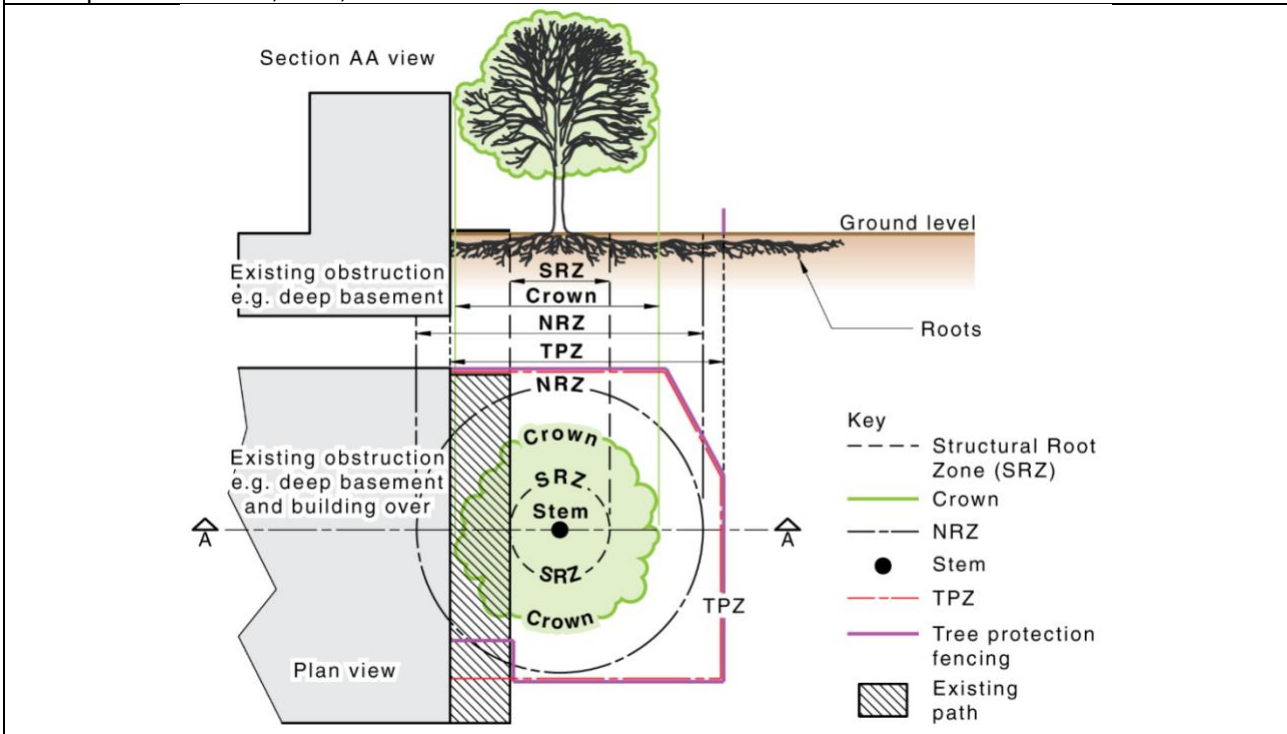 Section AA view
Ground level
Existing obstruction
e.g. deep basement
SRZ
Crown
NRZ
TPZ
Roots
NRZ
Crown
SRZ
Stem
SRZ
Crown
TPZ
Existing obstruction
e.g. deep basement
and building over
A
A
Plan view
Key
Structural Root
Zone (SRZ)
Crown
NRZ
Stem
TPZ
Tree protection
fencing
Existing
path